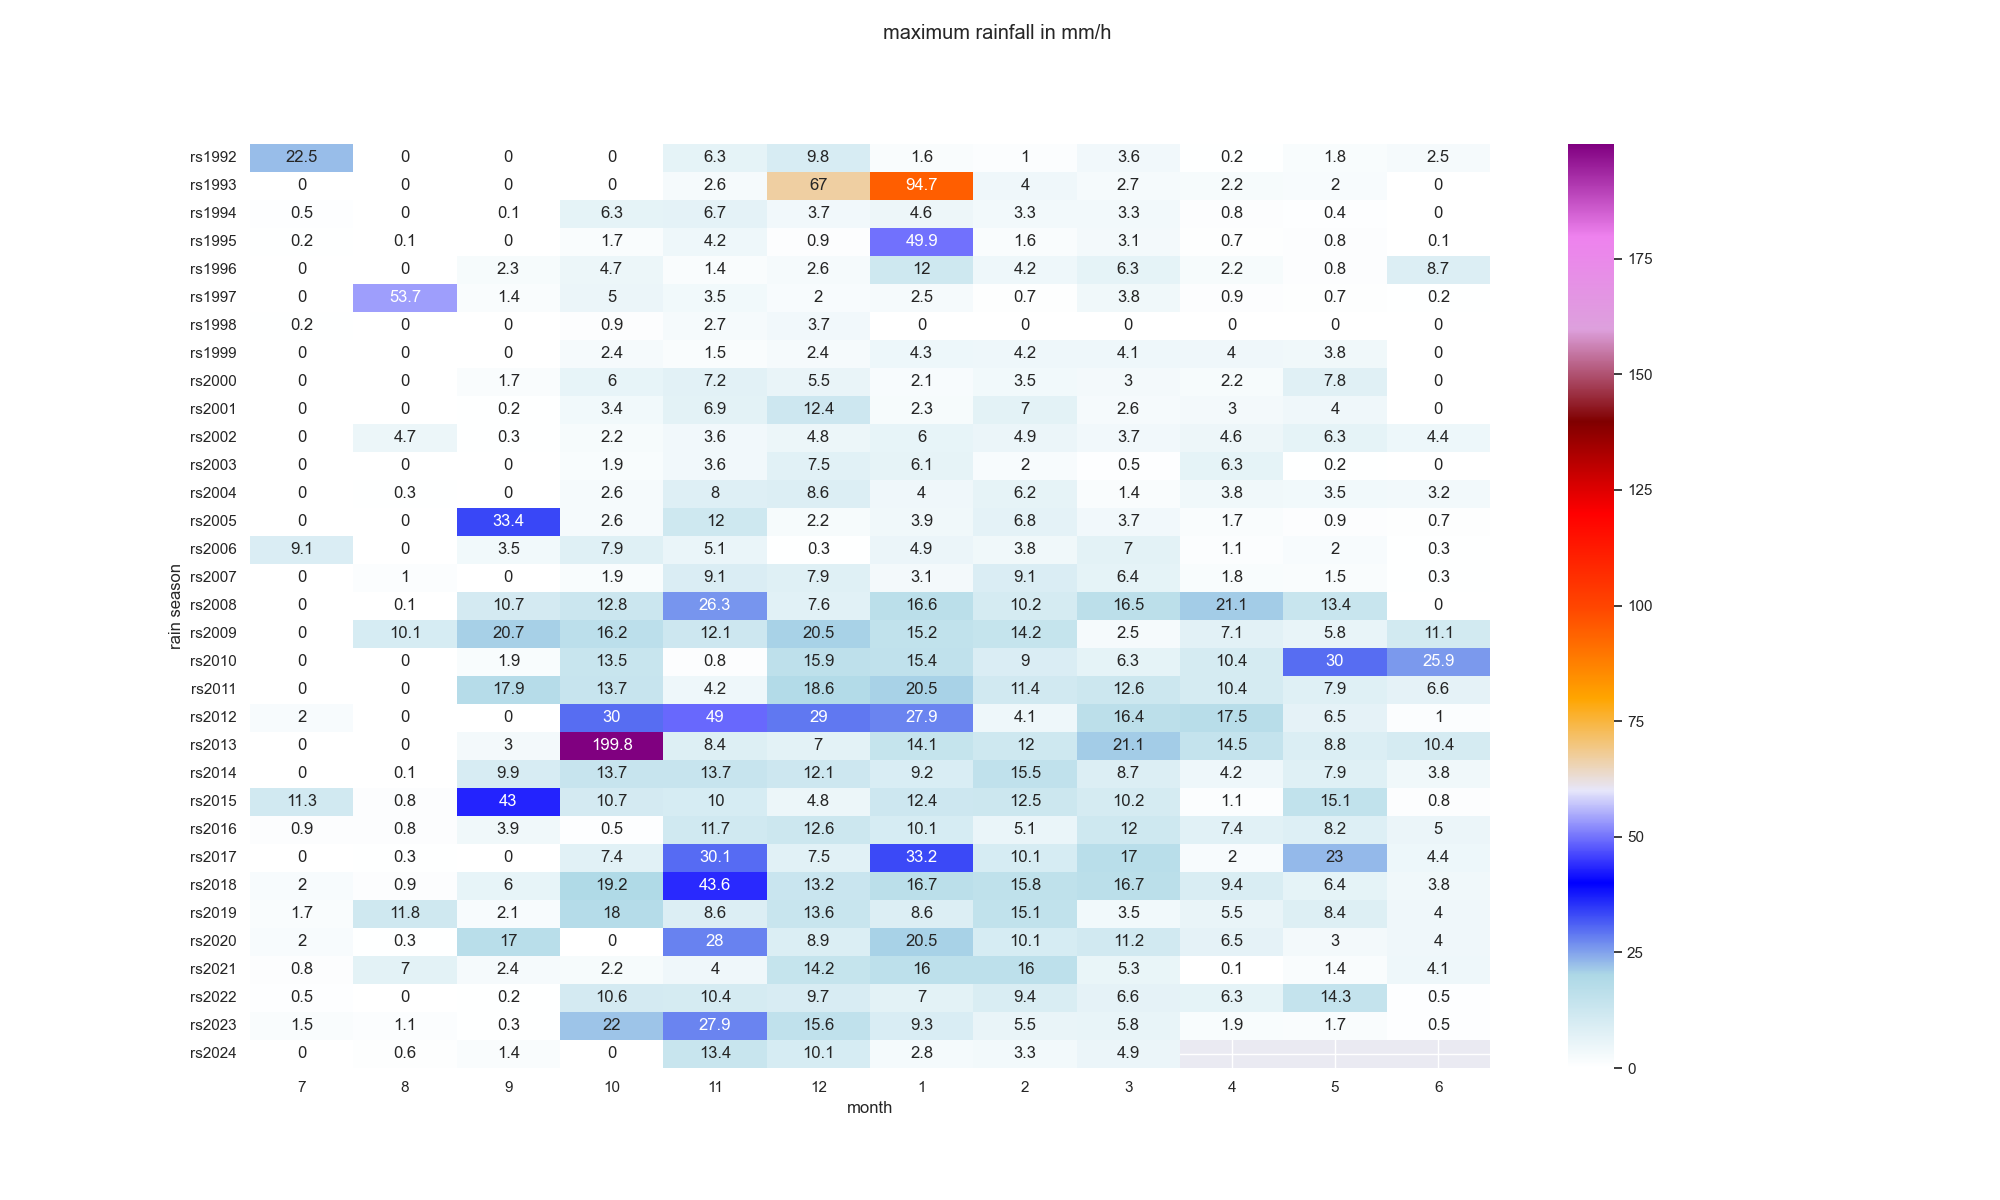 maximum rainfall in mm/h
rs1992 22.5 0 0 0 6.3 9.8 1.6 1 3.6 0.2 1.8 2.5
rs1993 0 0 0 0 2.6 67 94.7 4 2.7 2.2 2 0
rs1994 0.5 0 0.1 6.3 6.7 3.7 4.6 3.3 3.3 0.8 0.4 0
rs1995 0.2 0.1 0 1.7 4.2 0.9 49.9 1.6 3.1 0.7 0.8 0.1
rs1996 0 0 2.3 4.7 1.4 2.6 12 4.2 6.3 2.2 0.8 8.7
rs1997 0 53.7 1.4 5 3.5 2 2.5 0.7 3.8 0.9 0.7 0.2
rs1998 0.2 0 0 0.9 2.7 3.7 0 0 0 0 0 0
rs1999 0 0 0 2.4 1.5 2.4 4.3 4.2 4.1 4 3.8 0
rs2000 0 0 1.7 6 7.2 5.5 2.1 3.5 3 2.2 7.8 0
rs2001 0 0 0.2 3.4 6.9 12.4 2.3 7 2.6 3 4 0
rs2002 0 4.7 0.3 2.2 3.6 4.8 6 4.9 3.7 4.6 6.3 4.4
rs2003 0 0 0 1.9 3.6 7.5 6.1 2 0.5 6.3 0.2 0
rs2004 0 0.3 0 2.6 8 8.6 4 6.2 1.4 3.8 3.5 3.2
rs2005 0 0 33.4 2.6 12 2.2 3.9 6.8 3.7 1.7 0.9 0.7
rs2006 9.1 0 3.5 7.9 5.1 0.3 4.9 3.8 7 1.1 2 0.3
rs2007 0 1 0 1.9 9.1 7.9 3.1 9.1 6.4 1.8 1.5 0.3
rs2008 0 0.1 10.7 12.8 26.3 7.6 16.6 10.2 16.5 21.1 13.4 0
rs2009 0 10.1 20.7 16.2 12.1 20.5 15.2 14.2 2.5 7.1 5.8 11.1
rs2010 0 0 1.9 13.5 0.8 15.9 15.4 9 6.3 10.4 30 25.9
rs2011 0 0 17.9 13.7 4.2 18.6 20.5 11.4 12.6 10.4 7.9 6.6
rs2012 2 0 0 30 49 29 27.9 4.1 16.4 17.5 6.5 1
rs2013 0 0 3 199.8 8.4 7 14.1 12 21.1 14.5 8.8 10.4
rs2014 0 0.1 9.9 13.7 13.7 12.1 9.2 15.5 8.7 4.2 7.9 3.8
rs2015 11.3 0.8 43 10.7 10 4.8 12.4 12.5 10.2 1.1 15.1 0.8
rs2016 0.9 0.8 3.9 0.5 11.7 12.6 10.1 5.1 12 7.4 8.2 5
rs2017 0 0.3 0 7.4 30.1 7.5 33.2 10.1 17 2 23 4.4
rs2018 2 0.9 6 19.2 43.6 13.2 16.7 15.8 16.7 9.4 6.4 3.8
rs2019 1.7 11.8 2.1 18 8.6 13.6 8.6 15.1 3.5 5.5 8.4 4
rs2020 2 0.3 17 0 28 8.9 20.5 10.1 11.2 6.5 3 4
rs2021 0.8 7 2.4 2.2 4 14.2 16 16 5.3 0.1 1.4 4.1
rs2022 0.5 0 0.2 10.6 10.4 9.7 7 9.4 6.6 6.3 14.3 0.5
rs2023 1.5 1.1 0.3 22 27.9 15.6 9.3 5.5 5.8 1.9 1.7 0.5
rs2024 0 0.6 1.4 0 13.4 10.1 2.8 3.3 4.9
7 8 9 10 11 12 1 2 3 4 5 6
month
rain season
175
150
125
100
75
50
25
0